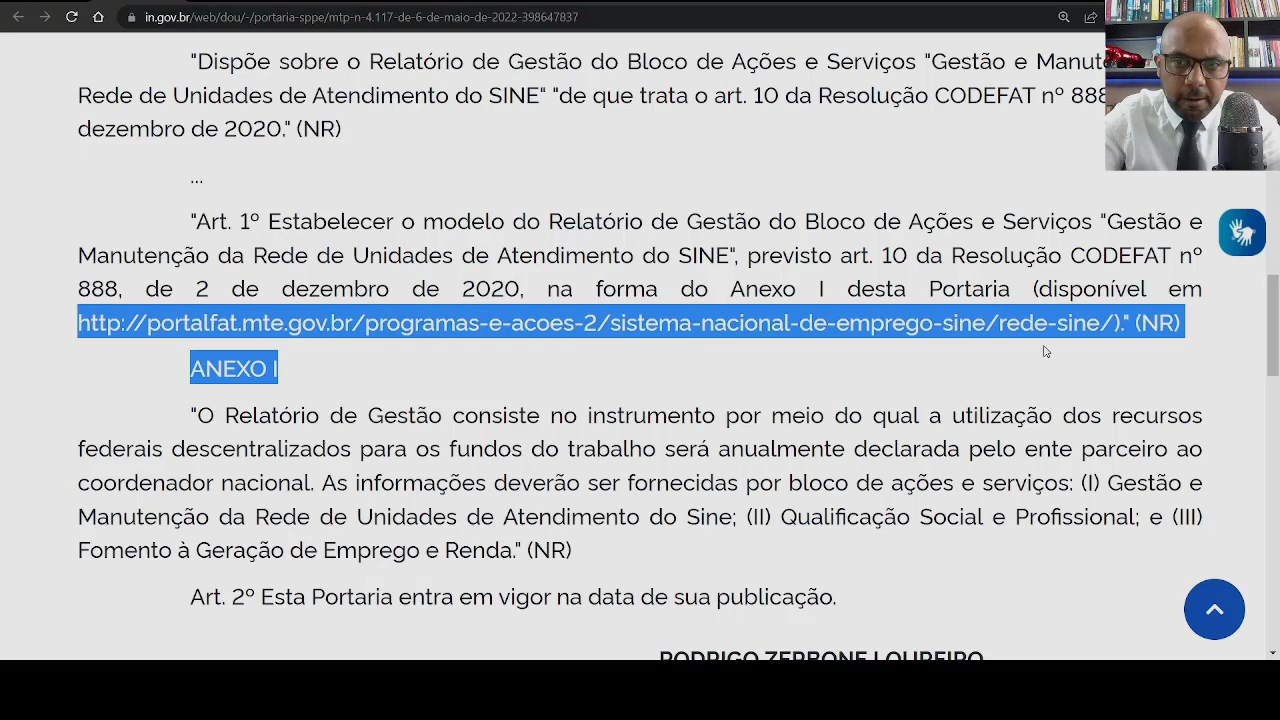 in.gov.br/web/dou/-/portaria-sppe/mtp-n-4.117-de-6-de-maio-de-2022-398647837
"Dispõe sobre o Relatório de Gestão do Bloco de Ações e Serviços "Gestão e
Rede de Unidades de Atendimento do SINE" "de que trata o art. 10 da Resolução CODEFAT nº 888
dezembro de 2020." (NR)
...
"Art. 1º Estabelecer o modelo do Relatório de Gestão do Bloco de Ações e Serviços "Gestão e
Manutenção da Rede de Unidades de Atendimento do SINE", previsto art. 10 da Resolução CODEFAT nº
888, de 2 de dezembro de 2020, na forma do Anexo I desta Portaria (disponível em
http://portalfat.mte.gov.br/programas-e-acoes-2/sistema-nacional-de-emprego-sine/rede-sine/)." (NR)
ANEXO I
"O Relatório de Gestão consiste no instrumento por meio do qual a utilização dos recursos
federais descentralizados para os fundos do trabalho será anualmente declarada pelo ente parceiro ao
coordenador nacional. As informações deverão ser fornecidas por bloco de ações e serviços: (I) Gestão e
Manutenção da Rede de Unidades de Atendimento do Sine; (II) Qualificação Social e Profissional; e (III)
Fomento à Geração de Emprego e Renda." (NR)
Art. 2º Esta Portaria entra em vigor na data de sua publicação.
RODRIGO ZERBONE LOUREIRO